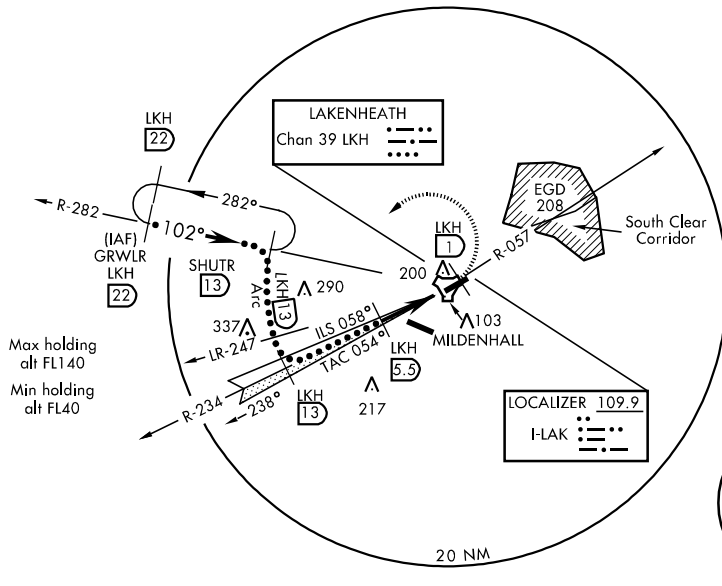 LAKENHEATH
Chan 39 LKH
LKH
22
R-282
282°
102°
(IAF)
GRWLR
LKH
22
SHUTR
13
Arc
LKH
13
290
337
LR-247
ILS 058°
TAC 054°
R-234
238°
LKH
13
LKH
5.5
217
Max holding
alt FL140
Min holding
alt FL40
LKH
1
200
103
MILDENHALL
R-057
EGD
208
South Clear
Corridor
LOCALIZER 109.9
I-LAK
20 NM